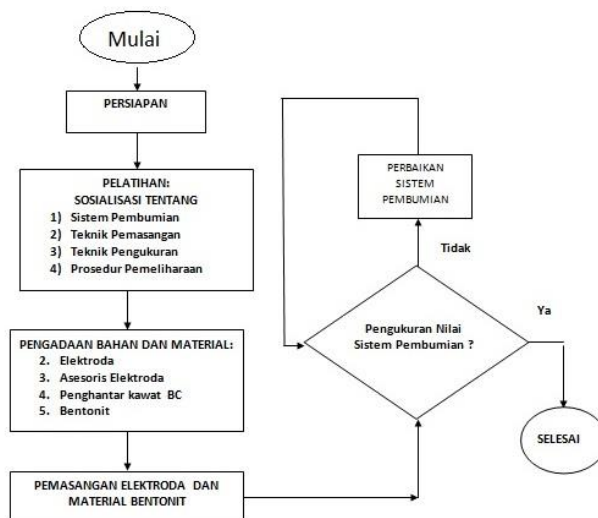 Mulai
PERSIAPAN
PELATIHAN:
SOSIALISASI TENTANG
1) Sistem Pembumian
2) Teknik Pemasangan
3) Teknik Pengukuran
4) Prosedur Pemeliharaan
PENGADAAN BAHAN DAN MATERIAL:
2. Elektroda
3. Asesoris Elektroda
4. Penghantar kawat BC
5. Bentonit
PEMASANGAN ELEKTRODA DAN
MATERIAL BENTONIT
PERBAIKAN
SISTEM
PEMBUMIAN
Tidak
Pengukuran Nilai
Sistem Pembumian ?
Ya
SELESAI